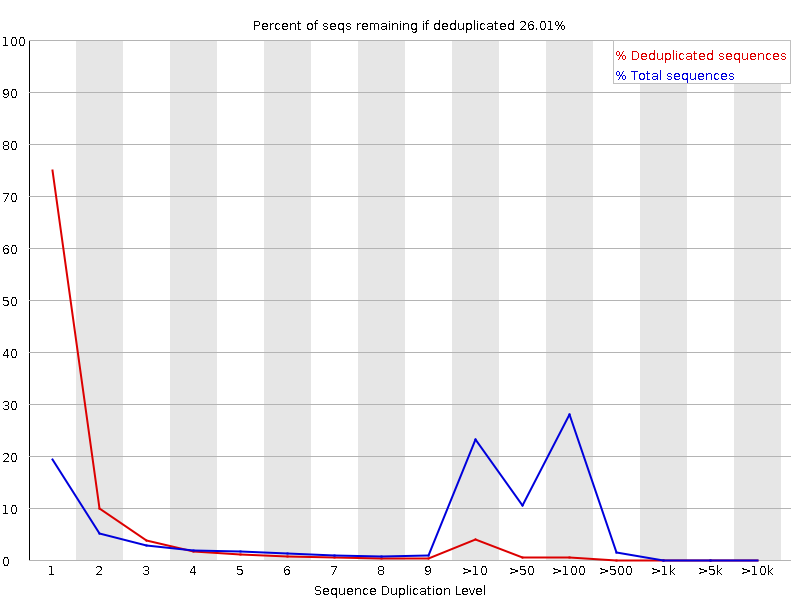 Percent of seqs remaining if deduplicated 26.01%
% Deduplicated sequences
% Total sequences
100
90
80
70
60
50
40
30
20
10
0
1 2 3 4 5 6 7 8 9 >10 >50 >100 >500 >1k >5k >10k
Sequence Duplication Level